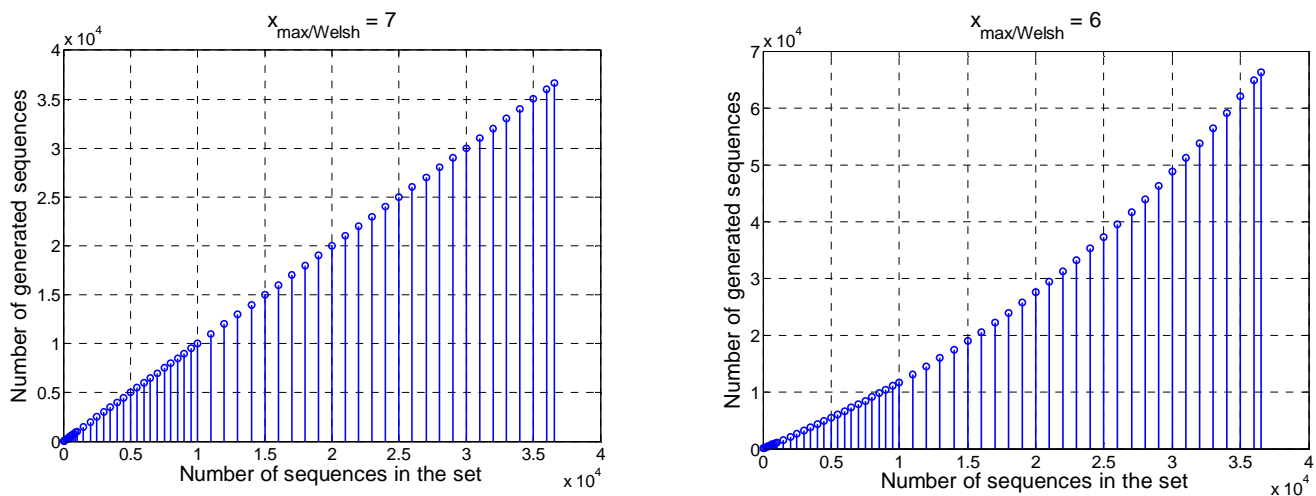 x_max/Welsh = 7
x 10^4
4
3.5
3
2.5
2
1.5
1
0.5
0
Number of generated sequences
0 0.5 1 1.5 2 2.5 3 3.5 4
Number of sequences in the set
x 10^4
x_max/Welsh = 6
x 10^4
7
6
5
4
3
2
1
0
Number of generated sequences
0 0.5 1 1.5 2 2.5 3 3.5 4
Number of sequences in the set
x 10^4